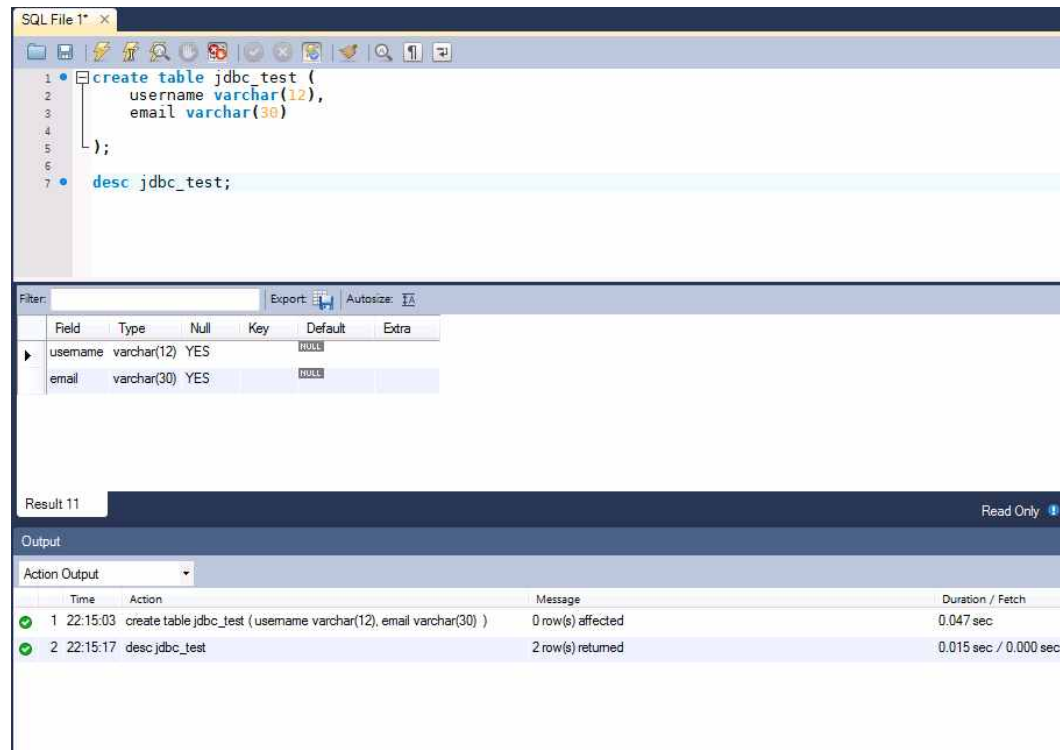 SQL File 1* ×
1 create table jdbc_test (
2 username varchar(12),
3 email varchar(30)
4
5 );
6
7 desc jdbc_test;
Filter: Export: Autosize:
Field Type Null Key Default Extra
username varchar(12) YES NULL
email varchar(30) YES NULL
Result 11
Read Only
Output
Action Output
Time Action Message Duration / Fetch
1 22:15:03 create table jdbc_test ( username varchar(12), email varchar(30) ) 0 row(s) affected 0.047 sec
2 22:15:17 desc jdbc_test 2 row(s) returned 0.015 sec / 0.000 sec